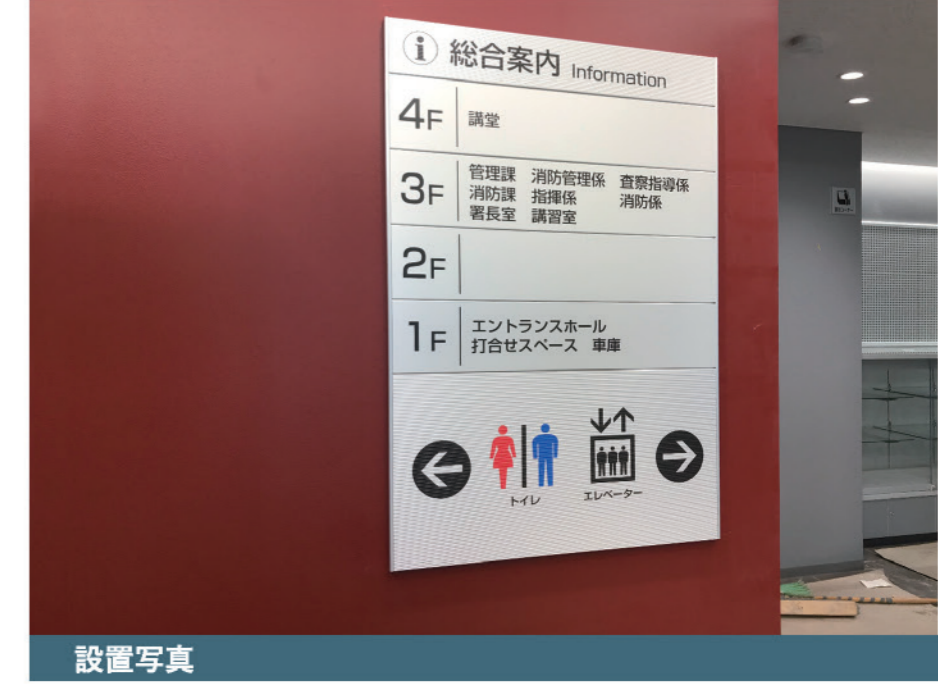 i 総合案内 Information
4F 講堂
3F 管理課 消防管理係 査察指導係
消防課 指揮係 消防係
署長室 講習室
2F
1F エントランスホール
打合せスペース 車庫
トイレ エレベーター
設置写真